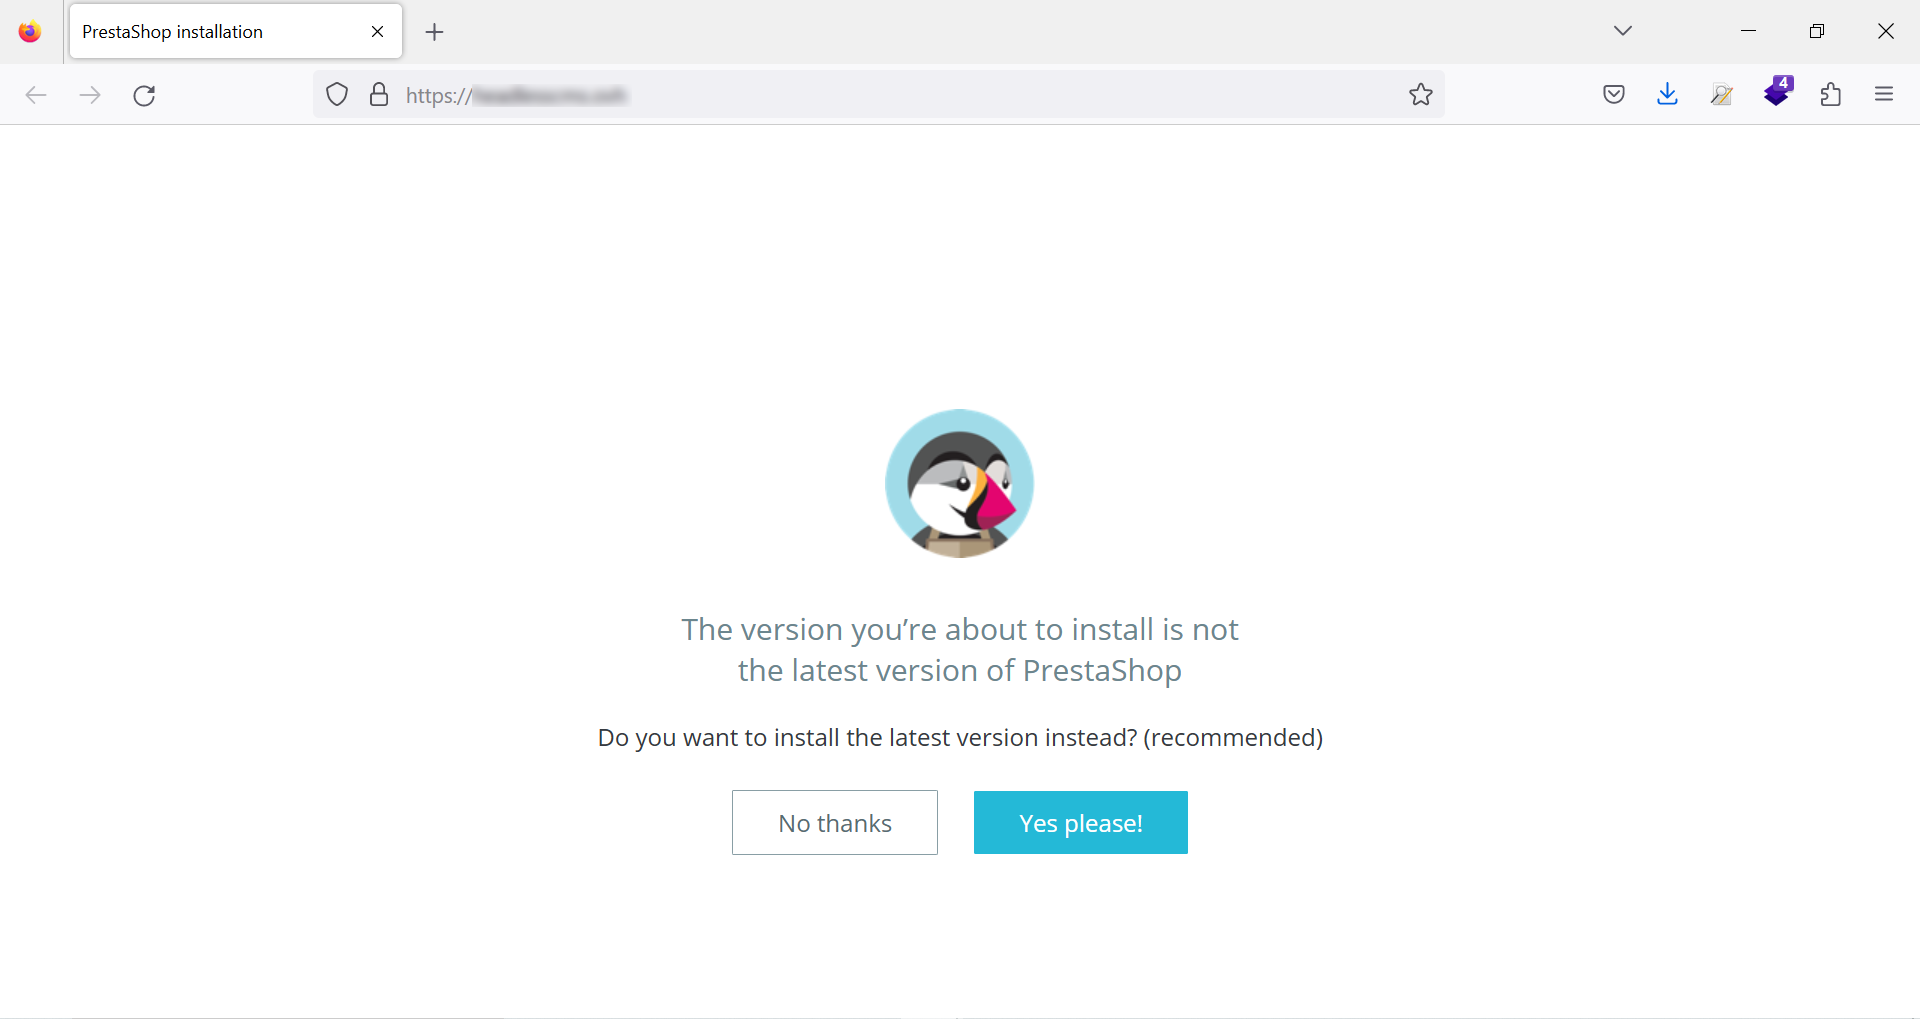 PrestaShop installation
https://
4
The version you’re about to install is not
the latest version of PrestaShop
Do you want to install the latest version instead? (recommended)
No thanks
Yes please!